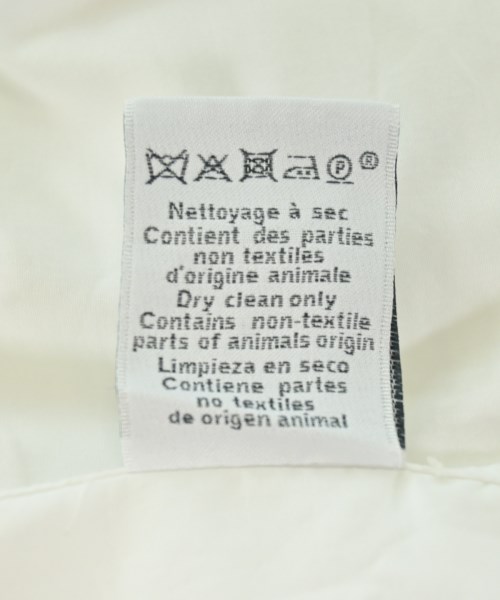 P ®
Nettoyage à sec
Contient des parties
non textiles
d'origine animale
Dry clean only
Contains non-textile
parts of animals origin
Limpieza en seco
Contiene partes
no textiles
de origen animal